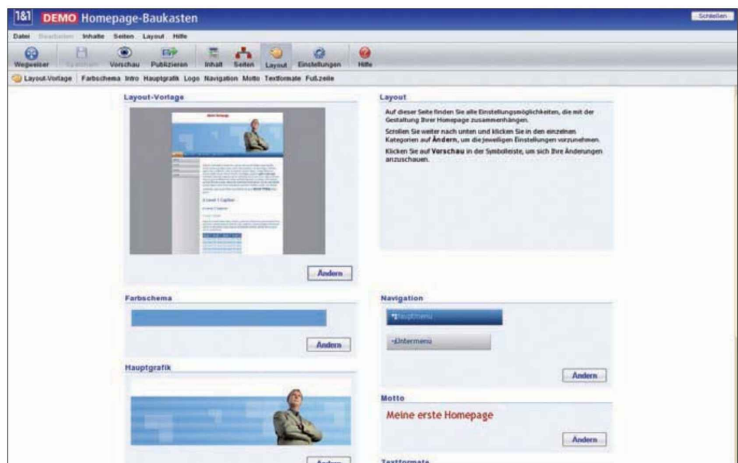 1&1 DEMO Homepage-Baukasten
Schließen
Datei Bearbeiten Inhalte Seiten Layout Hilfe
Wegweiser Speichern Vorschau Publizieren Inhalt Seiten Layout Einstellungen Hilfe
Layout-Vorlage Farbschema Intro Hauptgrafik Logo Navigation Motto Textformate Fußzeile
Layout-Vorlage
Ändern
Layout
Auf dieser Seite finden Sie alle Einstellungsmöglichkeiten, die mit der
Gestaltung Ihrer Homepage zusammenhängen.
Scrollen Sie weiter nach unten und klicken Sie in den einzelnen
Kategorien auf Ändern, um die jeweiligen Einstellungen vorzunehmen.
Klicken Sie auf Vorschau in der Symbolleiste, um sich Ihre Änderungen
anzuschauen.
Farbschema
Ändern
Navigation
Hauptmenü
Untermenü
Ändern
Hauptgrafik
Ändern
Motto
Meine erste Homepage
Ändern
Textformate